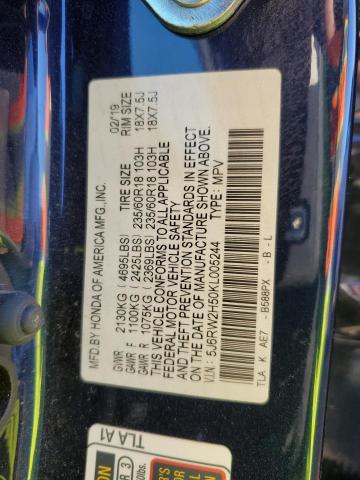 MFD. BY HONDA OF AMERICA MFG., INC. 02/19
TIRE SIZE RIM SIZE
GVWR 2130KG (4695LBS)
GAWR F 1100KG (2425LBS) 235/60R18 103H 18X7.5J
GAWR R 1075KG (2369LBS) 235/60R18 103H 18X7.5J
THIS VEHICLE CONFORMS TO ALL APPLICABLE
FEDERAL MOTOR VEHICLE SAFETY
AND THEFT PREVENTION STANDARDS IN EFFECT
ON THE DATE OF MANUFACTURE SHOWN ABOVE.
V.I.N.: 5J6RW2H50KL005244 TYPE: MPV
TLA K AE7 - B588PX - B - L
TLAA1